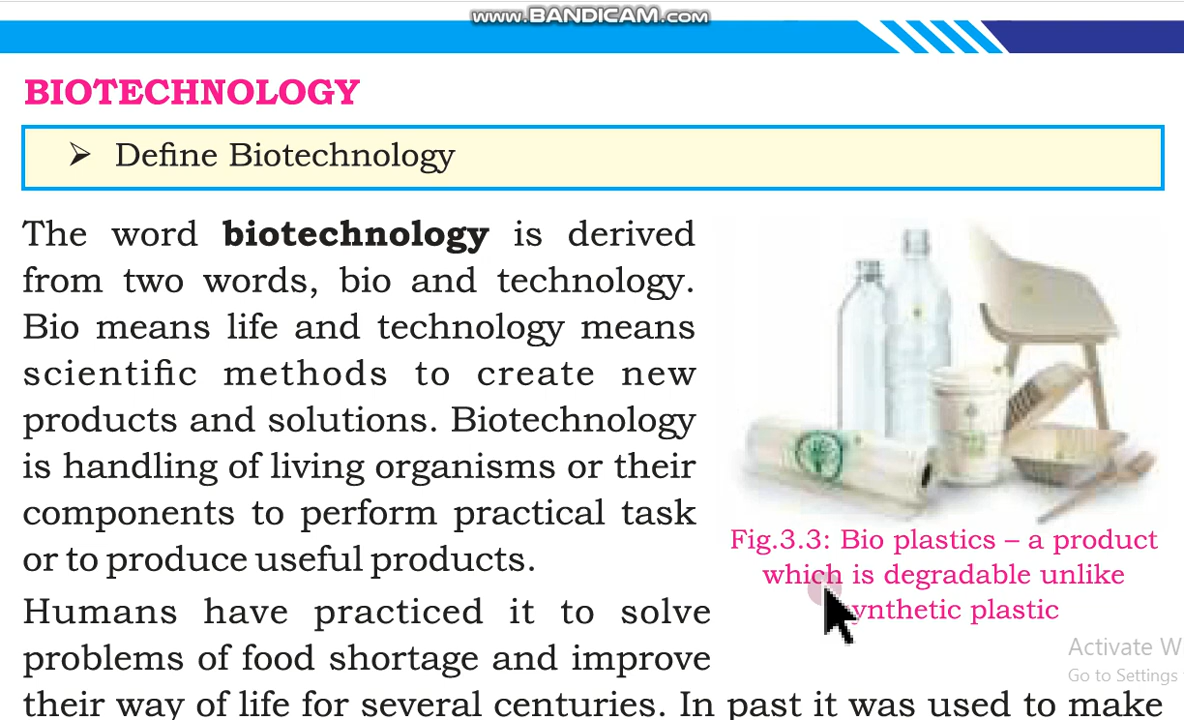 www.BANDICAM.com
BIOTECHNOLOGY
➢ Define Biotechnology
The word biotechnology is derived
from two words, bio and technology.
Bio means life and technology means
scientific methods to create new
products and solutions. Biotechnology
is handling of living organisms or their
components to perform practical task
or to produce useful products.
Fig.3.3: Bio plastics – a product
which is degradable unlike
ynthetic plastic
Humans have practiced it to solve
problems of food shortage and improve
their way of life for several centuries. In past it was used to make
Activate W
Go to Settings